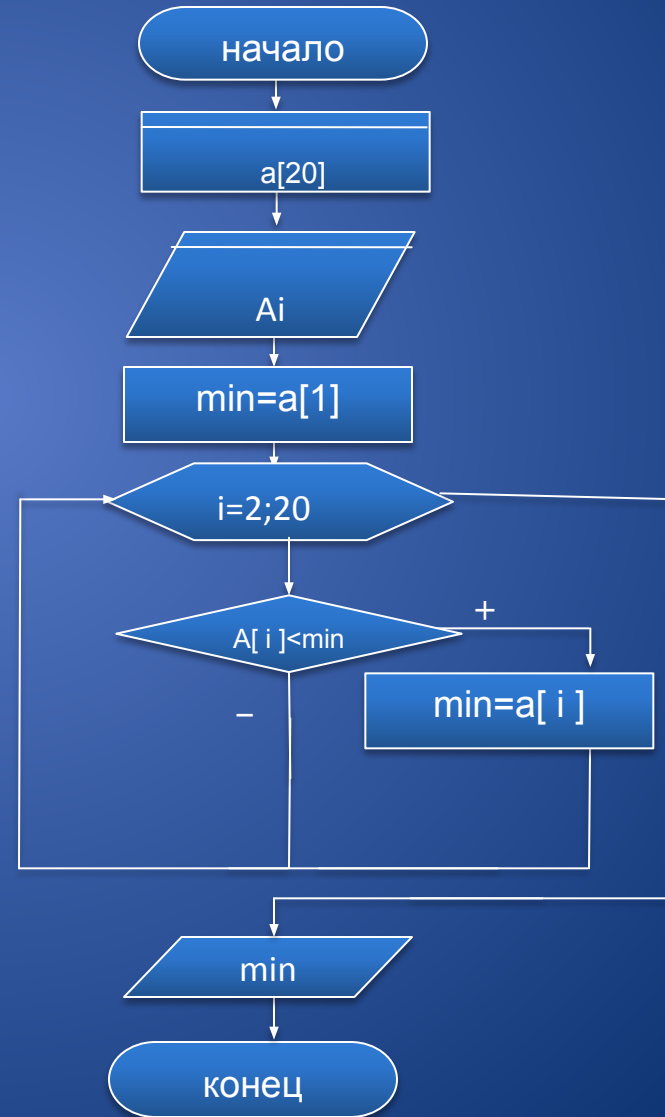 начало
a[20]
Ai
min=a[1]
i=2;20
A[ i ]<min
+
−
min=a[ i ]
min
конец